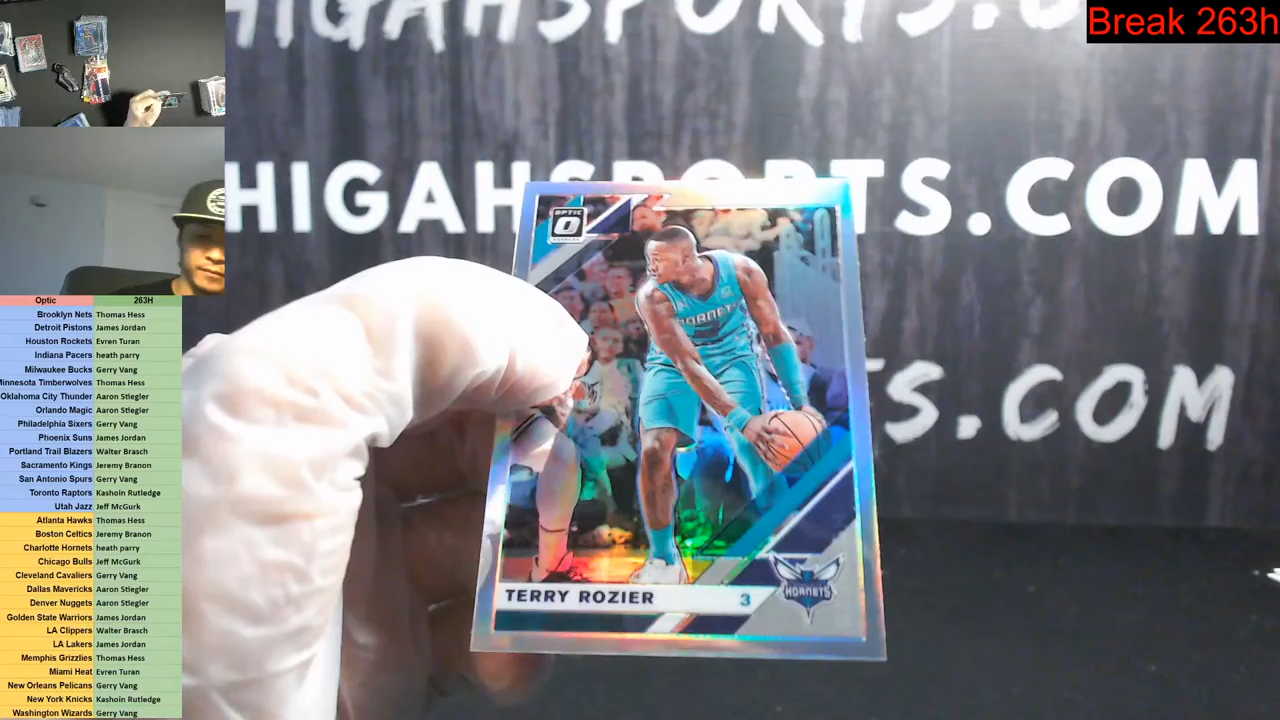 Break 263h
HIGAHSPORTS.C
HIGAH PORTS.COM
S.COM
OPTIC
HORNETS
TERRY ROZIER 3
HORNETS
Optic 263H
Brooklyn Nets Thomas Hess
Detroit Pistons James Jordan
Houston Rockets Evren Turan
Indiana Pacers heath parry
Milwaukee Bucks Gerry Vang
Minnesota Timberwolves Thomas Hess
Oklahoma City Thunder Aaron Stiegler
Orlando Magic Aaron Stiegler
Philadelphia Sixers Gerry Vang
Phoenix Suns James Jordan
Portland Trail Blazers Walter Brasch
Sacramento Kings Jeremy Branon
San Antonio Spurs Gerry Vang
Toronto Raptors Kashoin Rutledge
Utah Jazz Jeff McGurk
Atlanta Hawks Thomas Hess
Boston Celtics Jeremy Branon
Charlotte Hornets heath parry
Chicago Bulls Jeff McGurk
Cleveland Cavaliers Gerry Vang
Dallas Mavericks Aaron Stiegler
Denver Nuggets Aaron Stiegler
Golden State Warriors James Jordan
LA Clippers Walter Brasch
LA Lakers James Jordan
Memphis Grizzlies Thomas Hess
Miami Heat Evren Turan
New Orleans Pelicans Gerry Vang
New York Knicks Kashoin Rutledge
Washington Wizards Gerry Vang